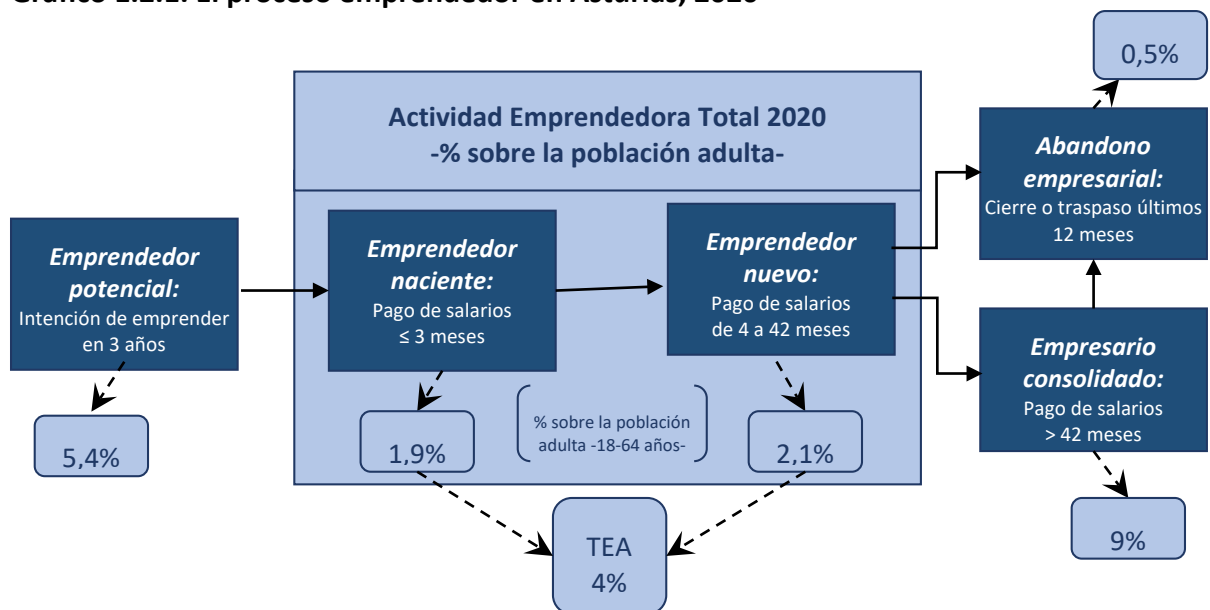 Gráfico 1.2.1. El proceso emprendedor en Asturias, 2020
0,5%
Actividad Emprendedora Total 2020
-% sobre la población adulta-
Abandono
empresarial:
Cierre o traspaso últimos
12 meses
Emprendedor
potencial:
Intención de emprender
en 3 años
Emprendedor
naciente:
Pago de salarios
≤ 3 meses
Emprendedor
nuevo:
Pago de salarios
de 4 a 42 meses
Empresario
consolidado:
Pago de salarios
> 42 meses
5,4%
1,9%
% sobre la población
adulta -18-64 años-
2,1%
9%
TEA
4%